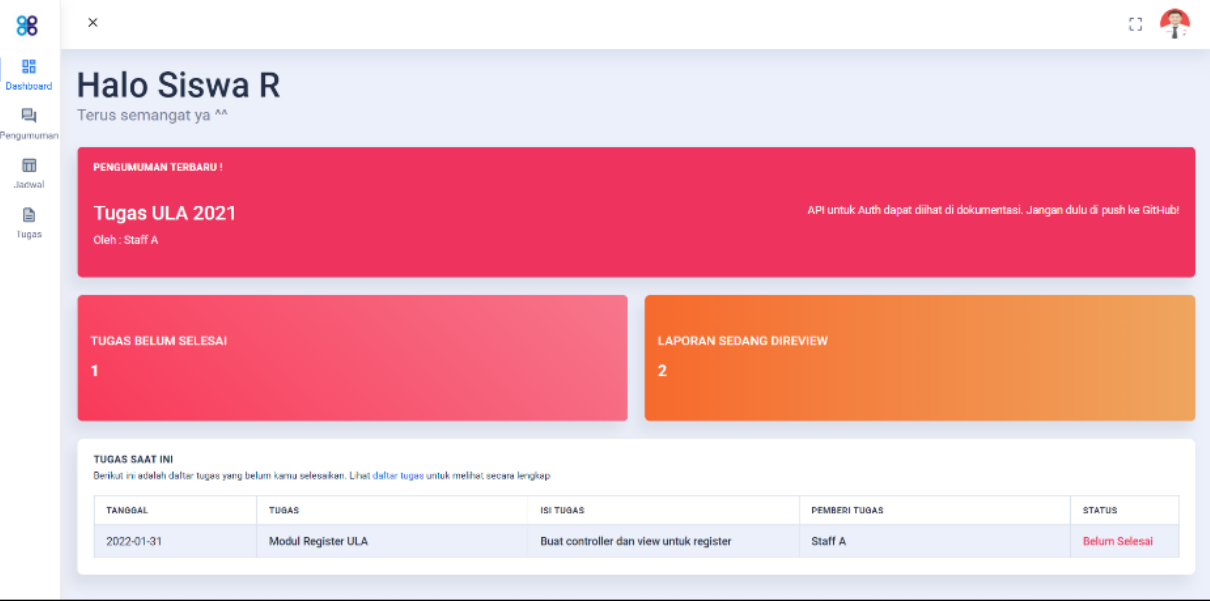 Dashboard
Pengumuman
Jadwal
Tugas
Halo Siswa R
Terus semangat ya ^^
PENGUMUMAN TERBARU !
Tugas ULA 2021
Oleh : Staff A
API untuk Auth dapat diihat di dokumentasi. Jangan dulu di push ke GitHub!
TUGAS BELUM SELESAI
1
LAPORAN SEDANG DIREVIEW
2
TUGAS SAAT INI
Berikut ini adalah daftar tugas yang belum kamu selesaikan. Lihat daftar tugas untuk melihat secara lengkap
TANGGAL TUGAS ISI TUGAS PEMBERI TUGAS STATUS
2022-01-31 Modul Register ULA Buat controller dan view untuk register Staff A Belum Selesai